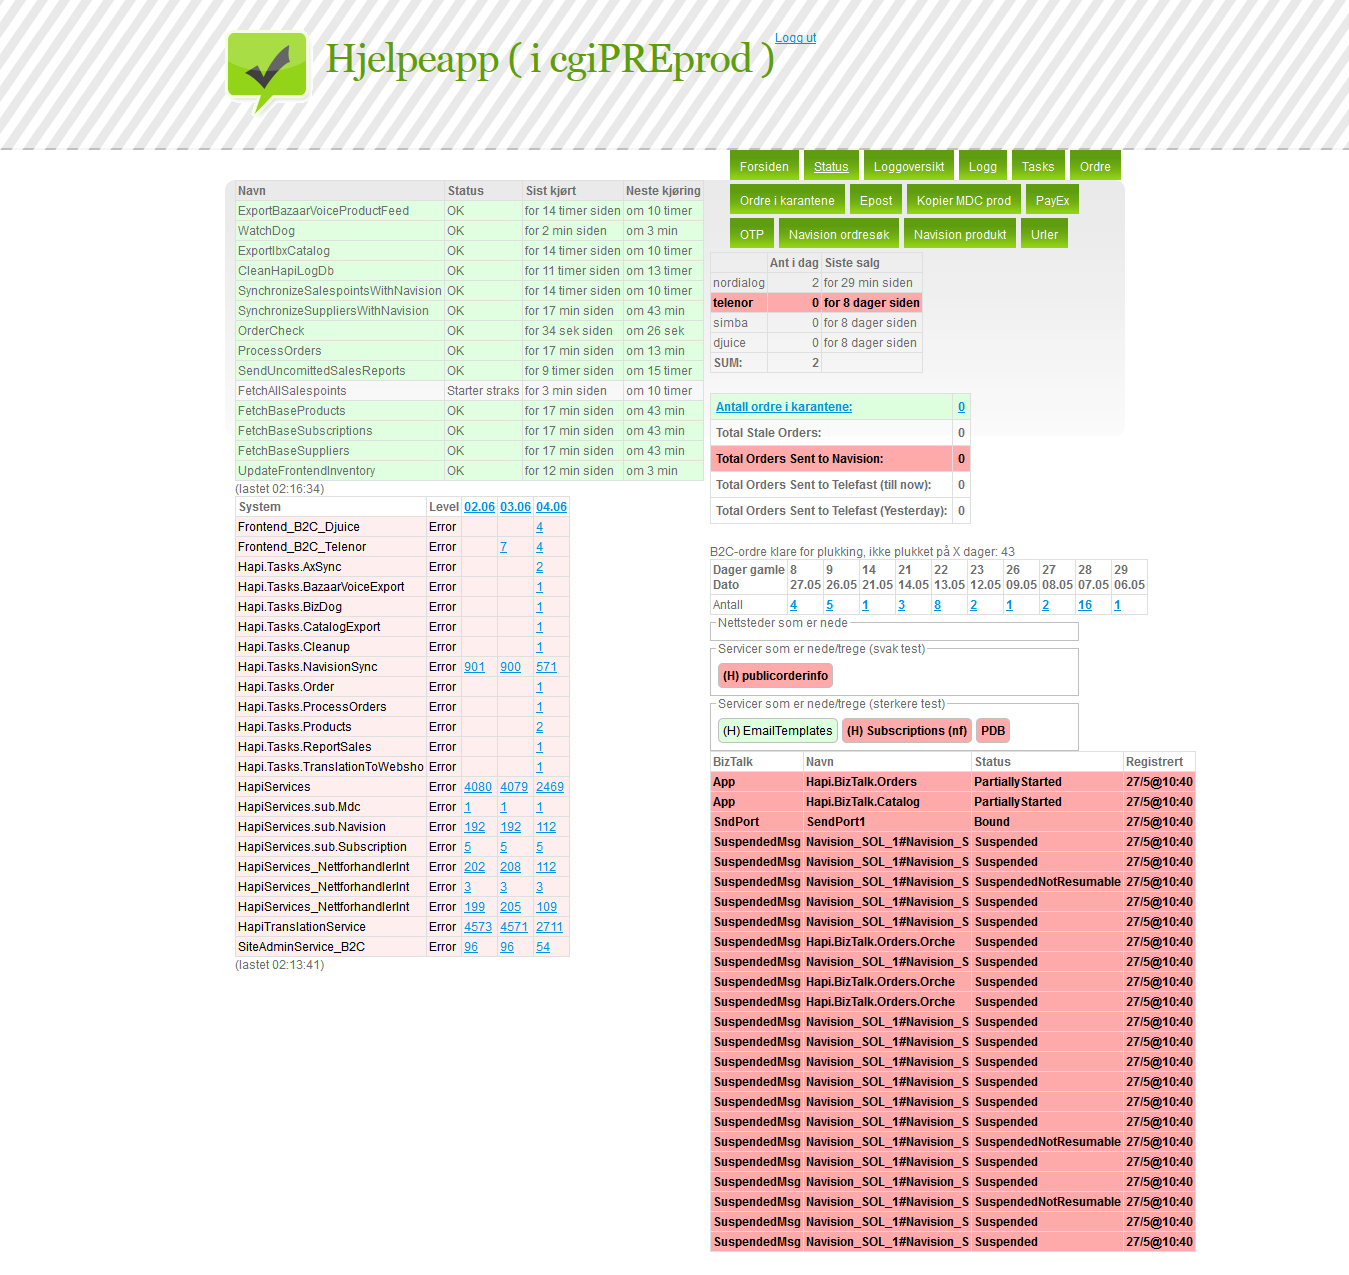 Hjelpeapp ( i cgiPREprod )
Logg ut
Forsiden Status Loggoversikt Logg Tasks Ordre
Ordre i karantene Epost Kopier MDC prod PayEx
OTP Navision ordresøk Navision produkt Urler
Navn Status Sist kjørt Neste kjøring
ExportBazaarVoiceProductFeed OK for 14 timer siden om 10 timer
WatchDog OK for 2 min siden om 3 min
ExportIbxCatalog OK for 14 timer siden om 10 timer
CleanHapiLogDb OK for 11 timer siden om 13 timer
SynchronizeSalespointsWithNavision OK for 14 timer siden om 10 timer
SynchronizeSuppliersWithNavision OK for 17 min siden om 43 min
OrderCheck OK for 34 sek siden om 26 sek
ProcessOrders OK for 17 min siden om 13 min
SendUncomittedSalesReports OK for 9 timer siden om 15 timer
FetchAllSalespoints Starter straks for 3 min siden om 10 timer
FetchBaseProducts OK for 17 min siden om 43 min
FetchBaseSubscriptions OK for 17 min siden om 43 min
FetchBaseSuppliers OK for 17 min siden om 43 min
UpdateFrontendInventory OK for 12 min siden om 3 min
(lastet 02:16:34)
System Level 02.06 03.06 04.06
Frontend_B2C_Djuice Error 4
Frontend_B2C_Telenor Error 7 4
Hapi.Tasks.AxSync Error 2
Hapi.Tasks.BazaarVoiceExport Error 1
Hapi.Tasks.BizDog Error 1
Hapi.Tasks.CatalogExport Error 1
Hapi.Tasks.Cleanup Error 1
Hapi.Tasks.NavisionSync Error 901 900 571
Hapi.Tasks.Order Error 1
Hapi.Tasks.ProcessOrders Error 1
Hapi.Tasks.Products Error 2
Hapi.Tasks.ReportSales Error 1
Hapi.Tasks.TranslationToWebsho Error 1
HapiServices Error 4080 4079 2469
HapiServices.sub.Mdc Error 1 1 1
HapiServices.sub.Navision Error 192 192 112
HapiServices.sub.Subscription Error 5 5 5
HapiServices_NettforhandlerInt Error 202 208 112
HapiServices_NettforhandlerInt Error 3 3 3
HapiServices_NettforhandlerInt Error 199 205 109
HapiTranslationService Error 4573 4571 2711
SiteAdminService_B2C Error 96 96 54
(lastet 02:13:41)
Ant i dag Siste salg
nordialog 2 for 29 min siden
telenor 0 for 8 dager siden
simba 0 for 8 dager siden
djuice 0 for 8 dager siden
SUM: 2
Antall ordre i karantene: 0
Total Stale Orders: 0
Total Orders Sent to Navision: 0
Total Orders Sent to Telefast (till now): 0
Total Orders Sent to Telefast (Yesterday): 0
B2C-ordre klare for plukking, ikke plukket på X dager: 43
Dager gamle 8 9 14 21 22 23 26 27 28 29
Dato 27.05 26.05 21.05 14.05 13.05 12.05 09.05 08.05 07.05 06.05
Antall 4 5 1 3 8 2 1 2 16 1
Nettsteder som er nede
Servicer som er nede/trege (svak test)
(H) publicorderinfo
Servicer som er nede/trege (sterkere test)
(H) EmailTemplates (H) Subscriptions (nf) PDB
BizTalk Navn Status Registrert
App Hapi.BizTalk.Orders PartiallyStarted 27/5@10:40
App Hapi.BizTalk.Catalog PartiallyStarted 27/5@10:40
SndPort SendPort1 Bound 27/5@10:40
SuspendedMsg Navision_SOL_1#Navision_S Suspended 27/5@10:40
SuspendedMsg Navision_SOL_1#Navision_S Suspended 27/5@10:40
SuspendedMsg Navision_SOL_1#Navision_S SuspendedNotResumable 27/5@10:40
SuspendedMsg Navision_SOL_1#Navision_S Suspended 27/5@10:40
SuspendedMsg Navision_SOL_1#Navision_S Suspended 27/5@10:40
SuspendedMsg Hapi.BizTalk.Orders.Orche Suspended 27/5@10:40
SuspendedMsg Navision_SOL_1#Navision_S Suspended 27/5@10:40
SuspendedMsg Hapi.BizTalk.Orders.Orche Suspended 27/5@10:40
SuspendedMsg Hapi.BizTalk.Orders.Orche Suspended 27/5@10:40
SuspendedMsg Navision_SOL_1#Navision_S Suspended 27/5@10:40
SuspendedMsg Navision_SOL_1#Navision_S Suspended 27/5@10:40
SuspendedMsg Navision_SOL_1#Navision_S Suspended 27/5@10:40
SuspendedMsg Navision_SOL_1#Navision_S Suspended 27/5@10:40
SuspendedMsg Navision_SOL_1#Navision_S Suspended 27/5@10:40
SuspendedMsg Navision_SOL_1#Navision_S Suspended 27/5@10:40
SuspendedMsg Navision_SOL_1#Navision_S SuspendedNotResumable 27/5@10:40
SuspendedMsg Navision_SOL_1#Navision_S Suspended 27/5@10:40
SuspendedMsg Navision_SOL_1#Navision_S Suspended 27/5@10:40
SuspendedMsg Navision_SOL_1#Navision_S SuspendedNotResumable 27/5@10:40
SuspendedMsg Navision_SOL_1#Navision_S Suspended 27/5@10:40
SuspendedMsg Navision_SOL_1#Navision_S Suspended 27/5@10:40